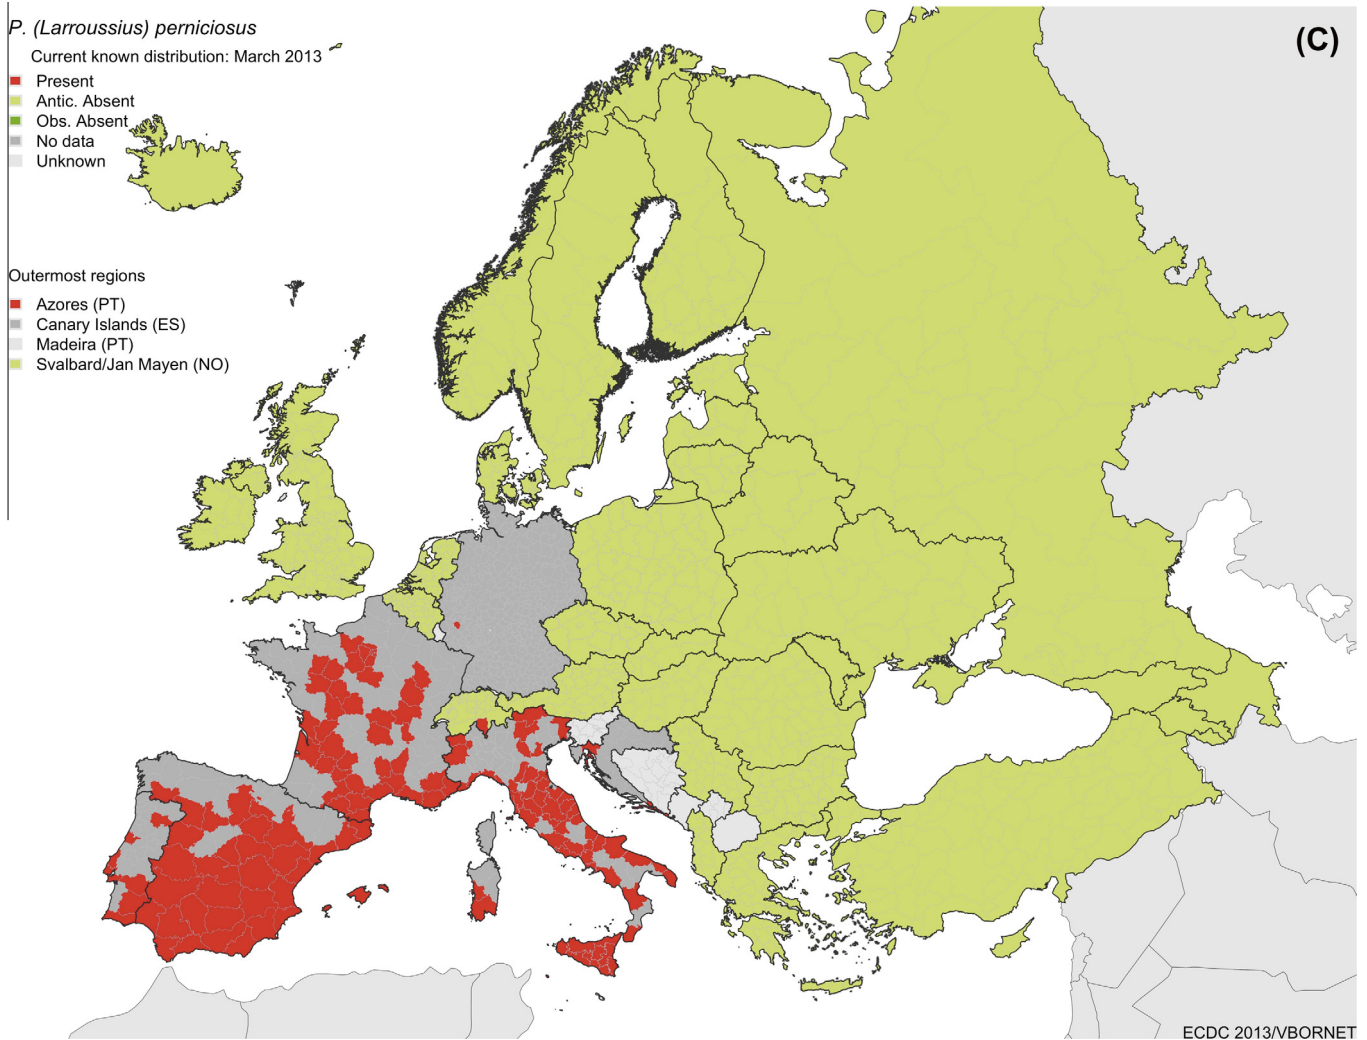 P. (Larroussius) perniciosus
Current known distribution: March 2013
(C)
Present
Antic. Absent
Obs. Absent
No data
Unknown
Outermost regions
Azores (PT)
Canary Islands (ES)
Madeira (PT)
Svalbard/Jan Mayen (NO)
ECDC 2013/VBORNET